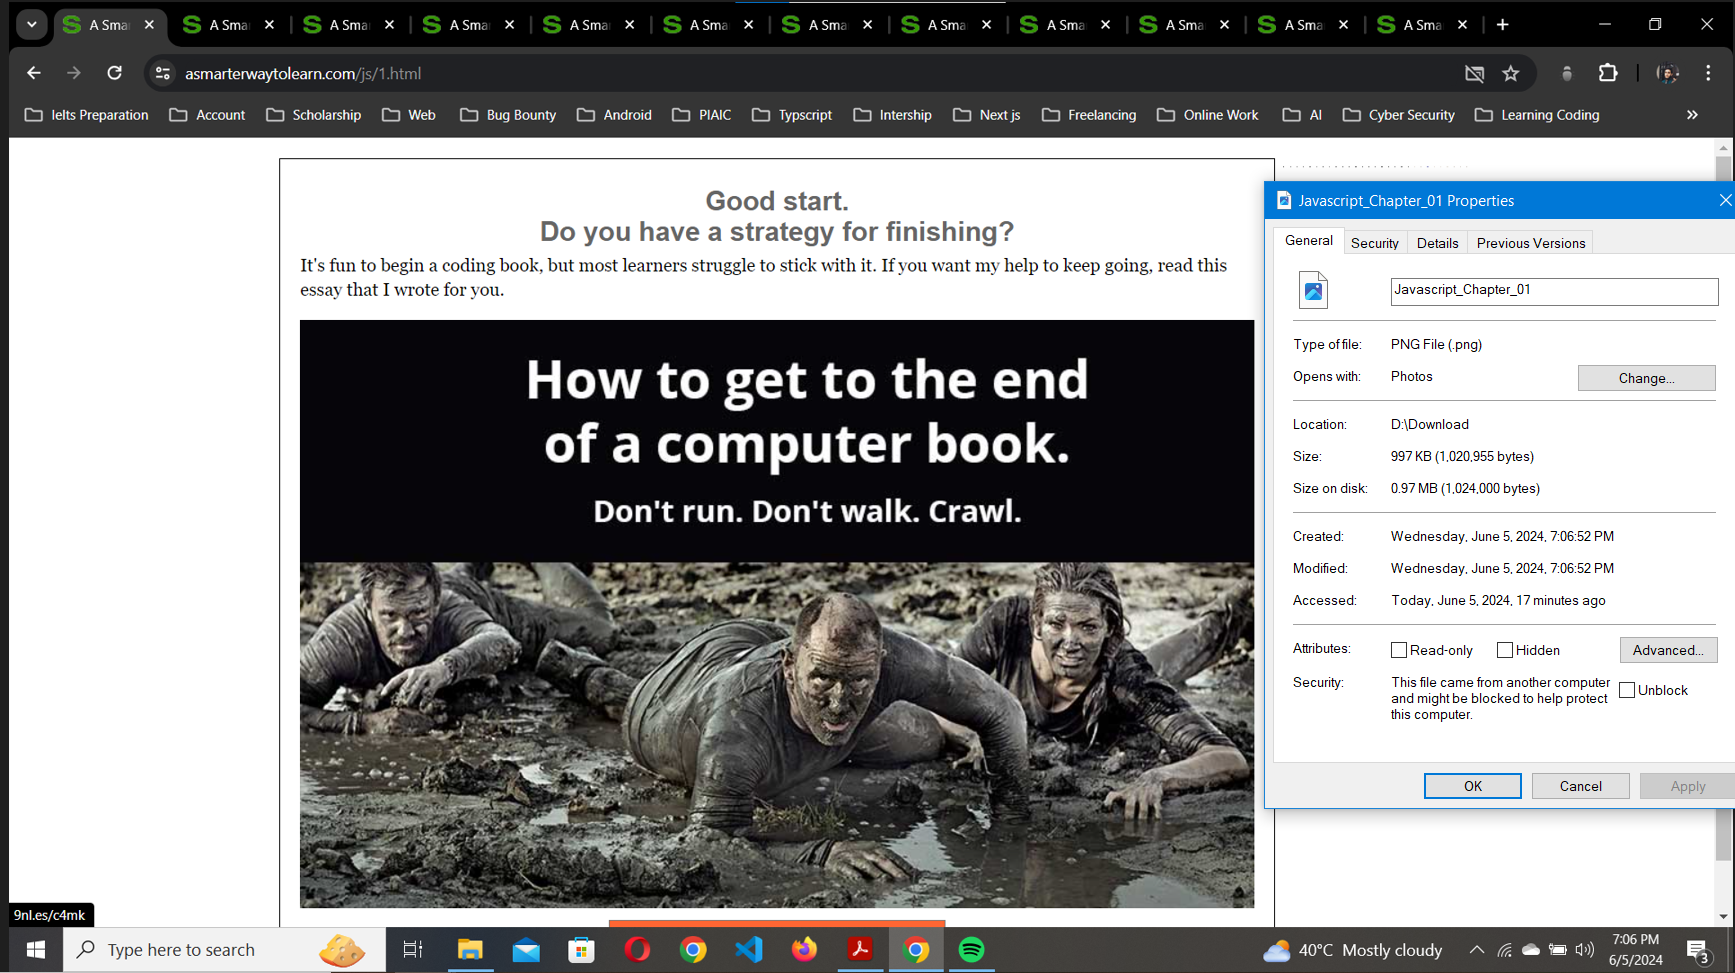 A Smar
A Smar
A Smar
A Smar
A Smar
A Smar
A Smar
A Smar
A Smar
A Smar
A Smar
A Smar
asmarterwaytolearn.com/js/1.html
Ielts Preparation
Account
Scholarship
Web
Bug Bounty
Android
PIAIC
Typscript
Intership
Next js
Freelancing
Online Work
AI
Cyber Security
Learning Coding
Good start.
Do you have a strategy for finishing?
It's fun to begin a coding book, but most learners struggle to stick with it. If you want my help to keep going, read this
essay that I wrote for you.
How to get to the end
of a computer book.
Don't run. Don't walk. Crawl.
Javascript_Chapter_01 Properties
General
Security
Details
Previous Versions
Javascript_Chapter_01
Type of file: PNG File (.png)
Opens with: Photos
Change...
Location: D:\Download
Size: 997 KB (1,020,955 bytes)
Size on disk: 0.97 MB (1,024,000 bytes)
Created: Wednesday, June 5, 2024, 7:06:52 PM
Modified: Wednesday, June 5, 2024, 7:06:52 PM
Accessed: Today, June 5, 2024, 17 minutes ago
Attributes: Read-only Hidden
Advanced...
Security: This file came from another computer
and might be blocked to help protect
this computer.
Unblock
OK
Cancel
Apply
9nl.es/c4mk
Type here to search
40°C Mostly cloudy
7:06 PM
6/5/2024
3